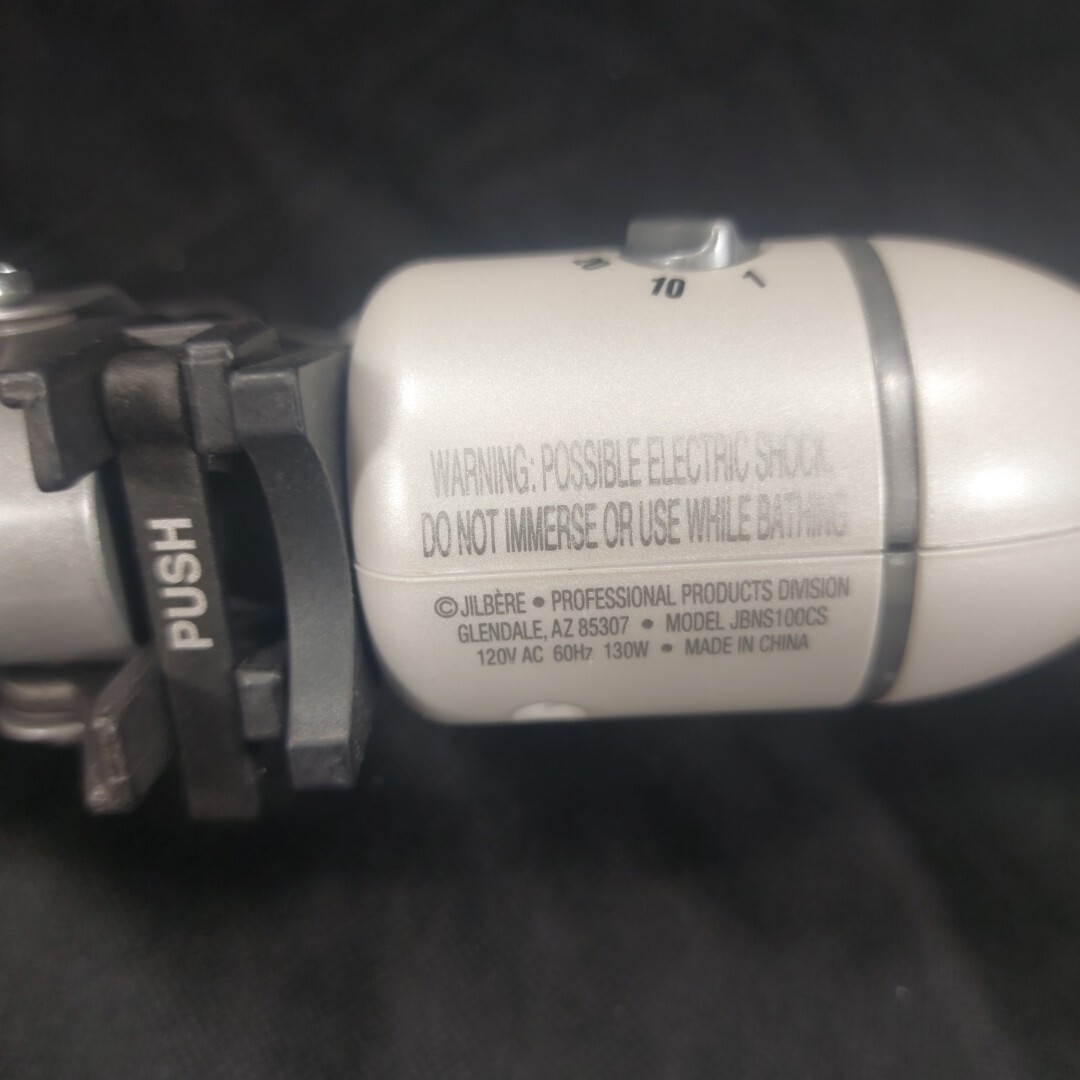 20
10
1
WARNING: POSSIBLE ELECTRIC SHOCK.
DO NOT IMMERSE OR USE WHILE BATHING
PUSH
© JILBÈRE • PROFESSIONAL PRODUCTS DIVISION
GLENDALE, AZ 85307 • MODEL JBNS100CS
120V AC 60Hz 130W • MADE IN CHINA